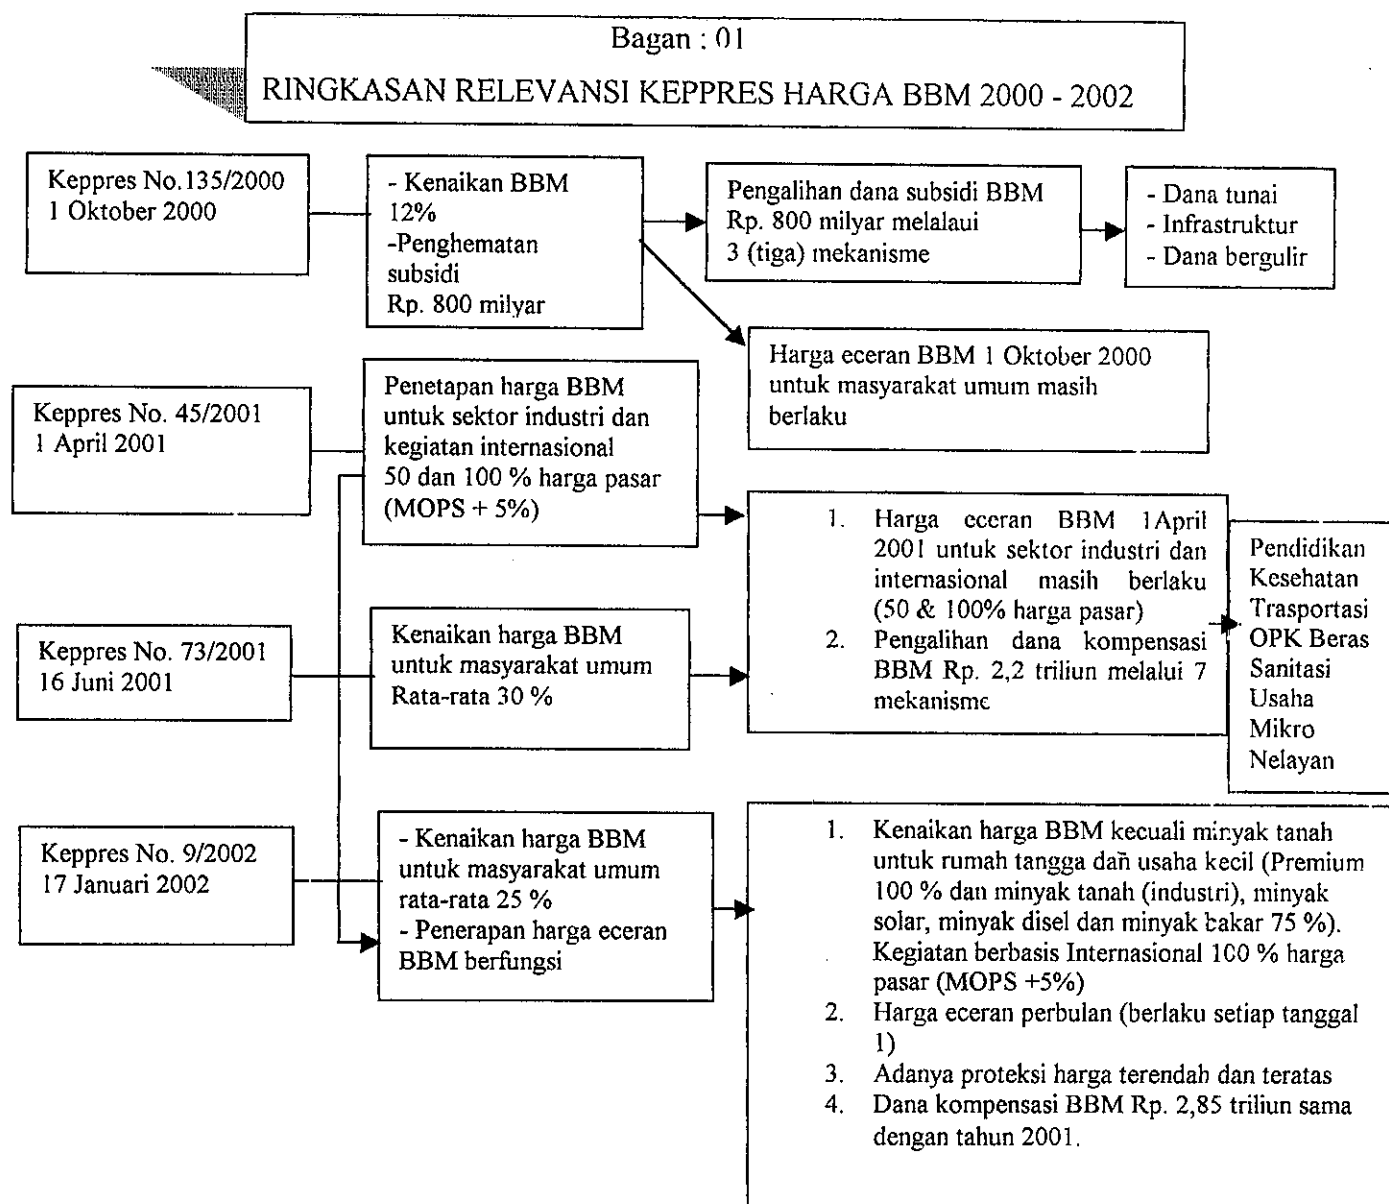 Bagan : 01
RINGKASAN RELEVANSI KEPPRES HARGA BBM 2000 - 2002
Keppres No.135/2000
1 Oktober 2000
- Kenaikan BBM
12%
-Penghematan
subsidi
Rp. 800 milyar
Pengalihan dana subsidi BBM
Rp. 800 milyar melalaui
3 (tiga) mekanisme
- Dana tunai
- Infrastruktur
- Dana bergulir
Harga eceran BBM 1 Oktober 2000
untuk masyarakat umum masih
berlaku
Keppres No. 45/2001
1 April 2001
Penetapan harga BBM
untuk sektor industri dan
kegiatan internasional
50 dan 100 % harga pasar
(MOPS + 5%)
1. Harga eceran BBM 1April
2001 untuk sektor industri dan
internasional masih berlaku
(50 & 100% harga pasar)
2. Pengalihan dana kompensasi
BBM Rp. 2,2 triliun melalui 7
mekanisme
Pendidikan
Kesehatan
Trasportasi
OPK Beras
Sanitasi
Usaha
Mikro
Nelayan
Keppres No. 73/2001
16 Juni 2001
Kenaikan harga BBM
untuk masyarakat umum
Rata-rata 30 %
Keppres No. 9/2002
17 Januari 2002
- Kenaikan harga BBM
untuk masyarakat umum
rata-rata 25 %
- Penerapan harga eceran
BBM berfungsi
1. Kenaikan harga BBM kecuali minyak tanah
untuk rumah tangga dan usaha kecil (Premium
100 % dan minyak tanah (industri), minyak
solar, minyak disel dan minyak bakar 75 %).
Kegiatan berbasis Internasional 100 % harga
pasar (MOPS +5%)
2. Harga eceran perbulan (berlaku setiap tanggal
1)
3. Adanya proteksi harga terendah dan teratas
4. Dana kompensasi BBM Rp. 2,85 triliun sama
dengan tahun 2001.